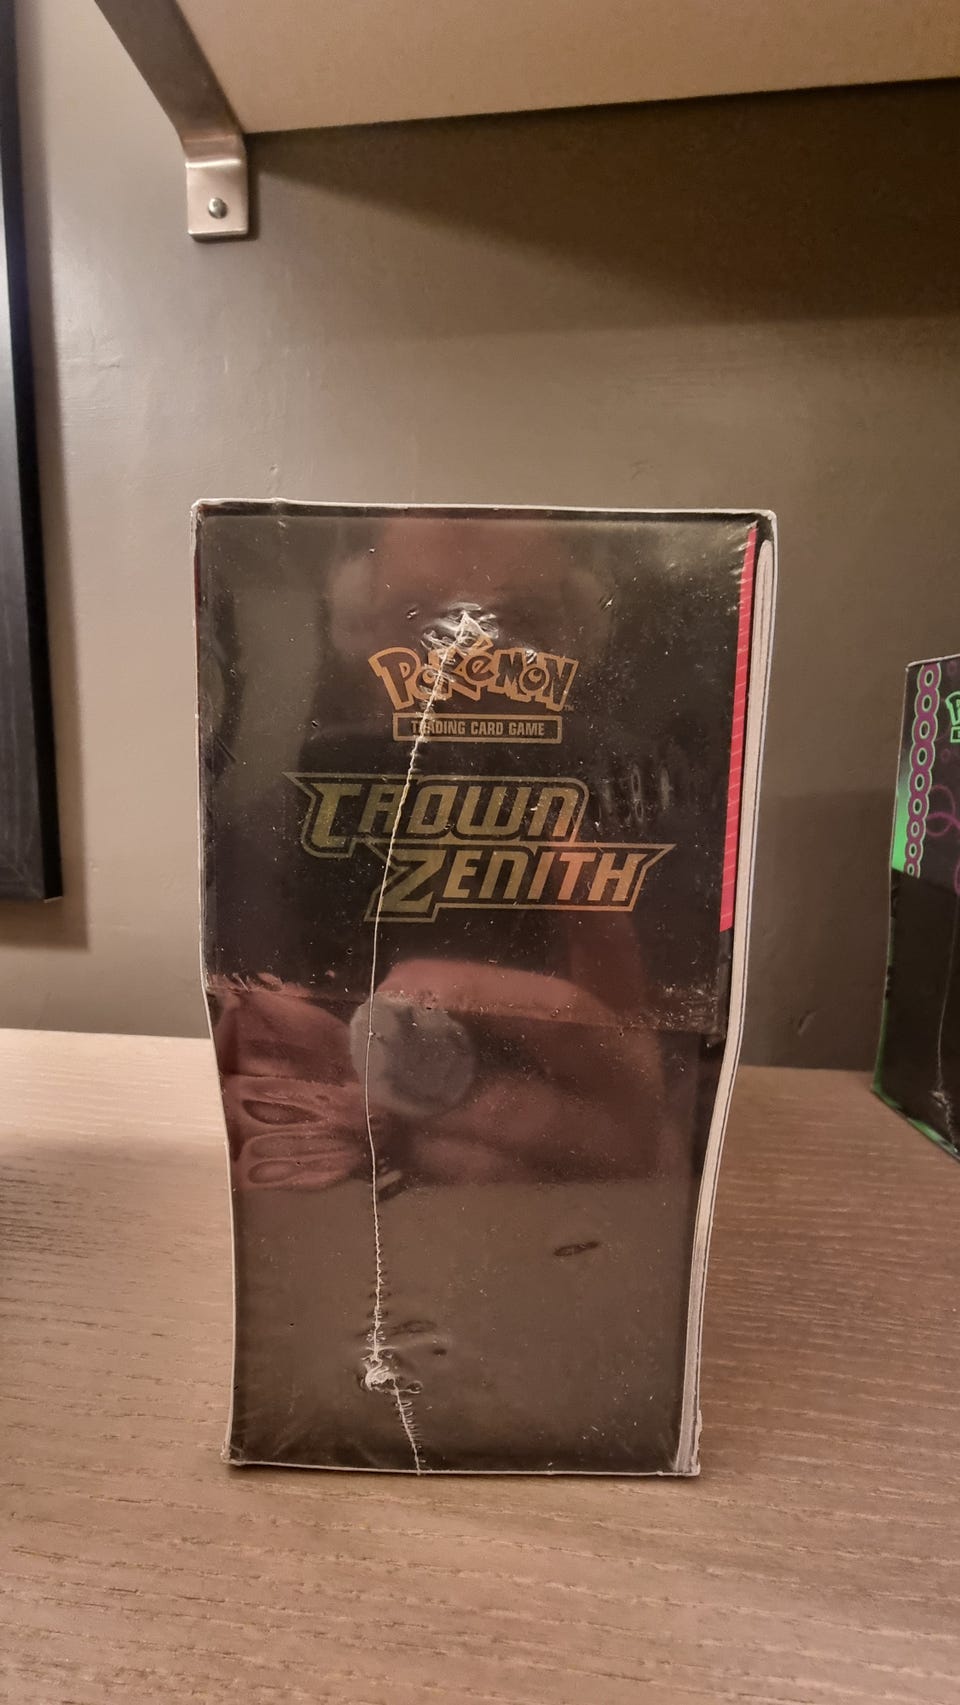 POKéMON
TRADING CARD GAME
CROWN
ZENITH